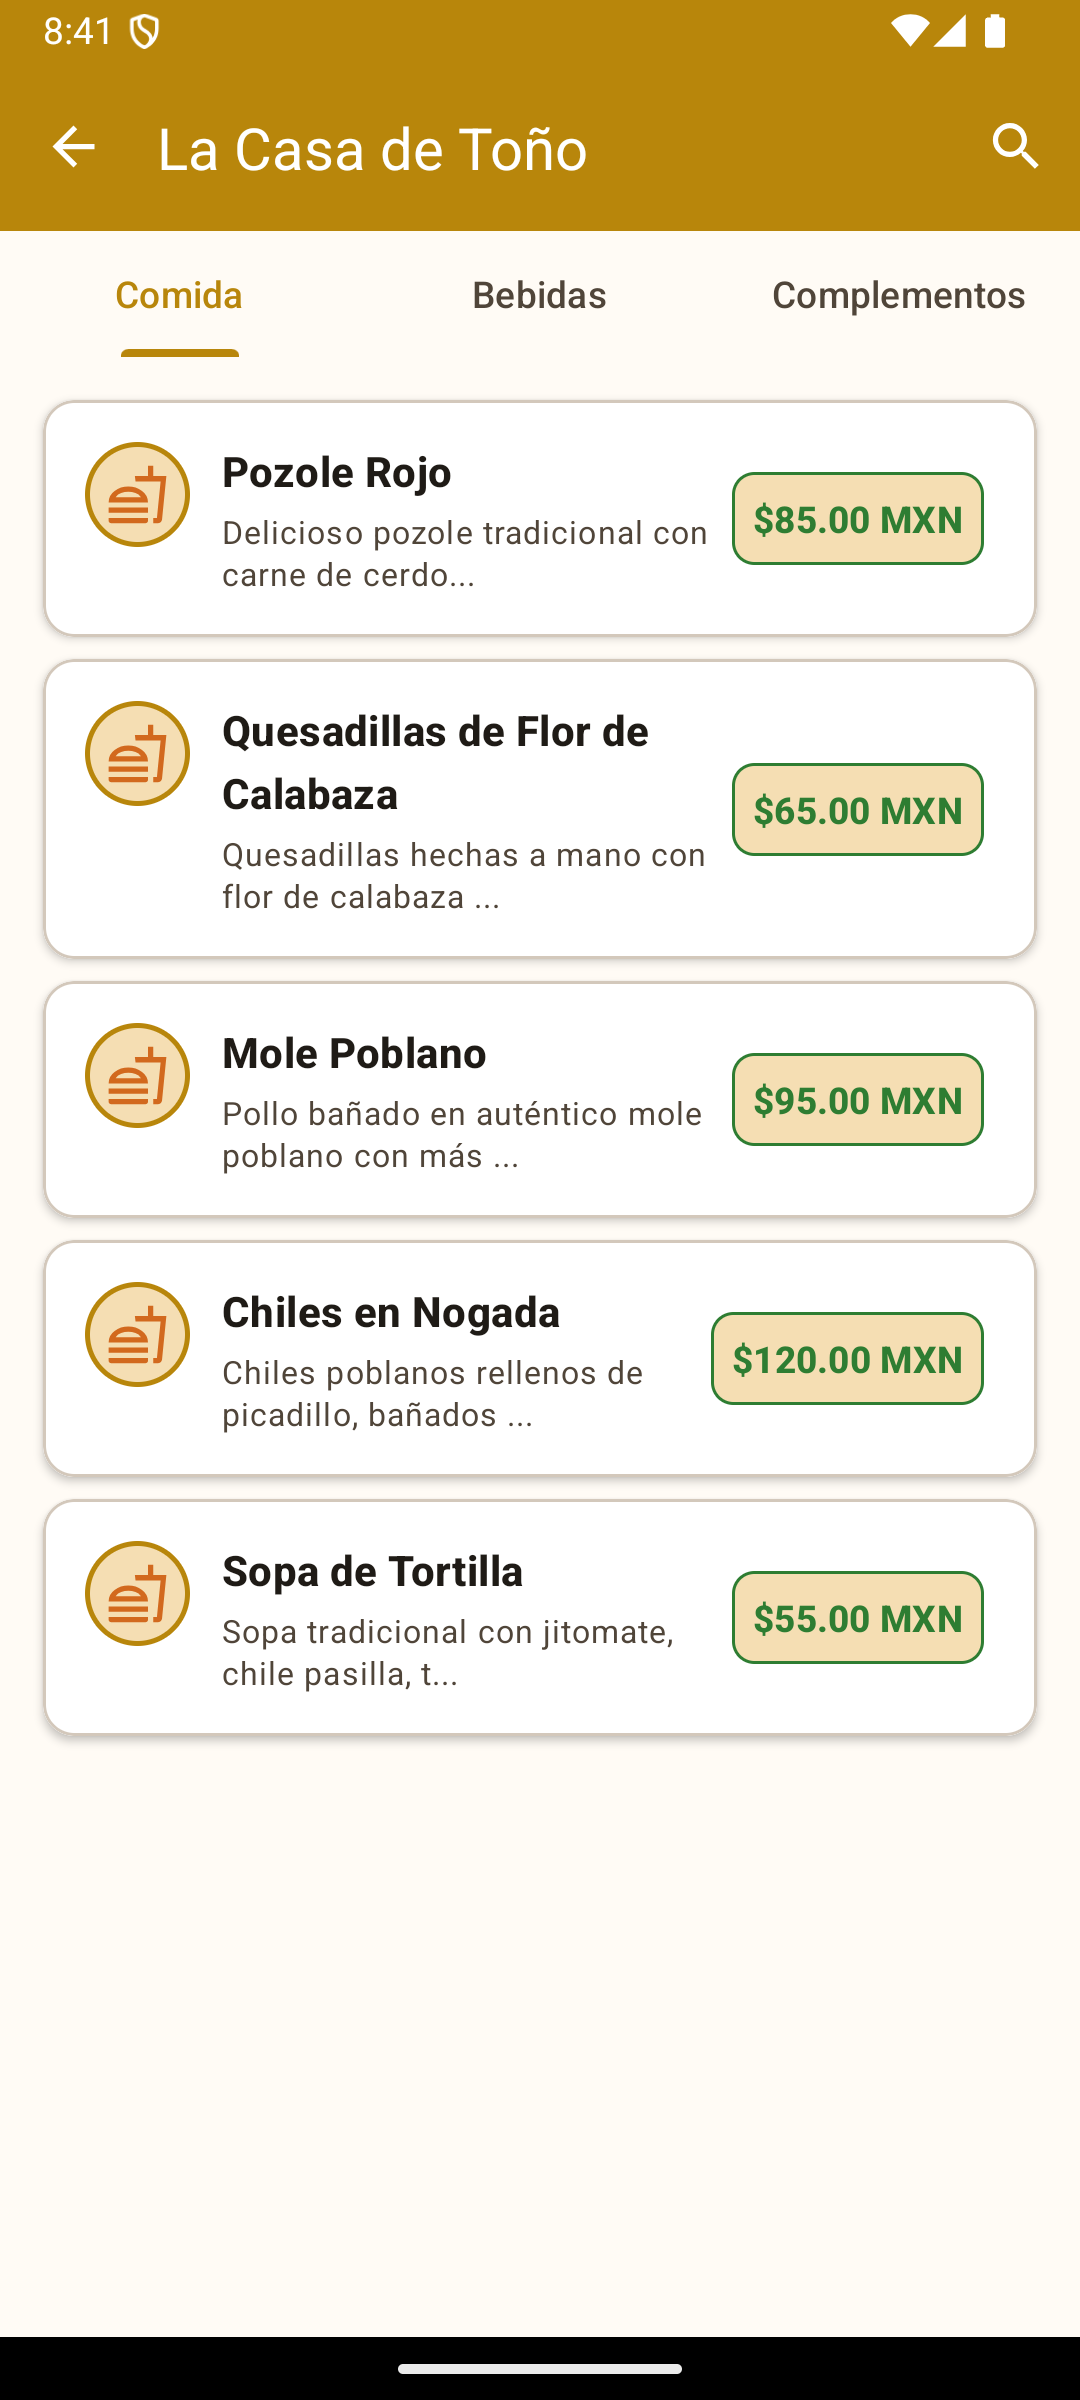 8:41
La Casa de Toño
Comida
Bebidas
Complementos
Pozole Rojo
Delicioso pozole tradicional con
carne de cerdo...
$85.00 MXN
Quesadillas de Flor de
Calabaza
Quesadillas hechas a mano con
flor de calabaza ...
$65.00 MXN
Mole Poblano
Pollo bañado en auténtico mole
poblano con más ...
$95.00 MXN
Chiles en Nogada
Chiles poblanos rellenos de
picadillo, bañados ...
$120.00 MXN
Sopa de Tortilla
Sopa tradicional con jitomate,
chile pasilla, t...
$55.00 MXN